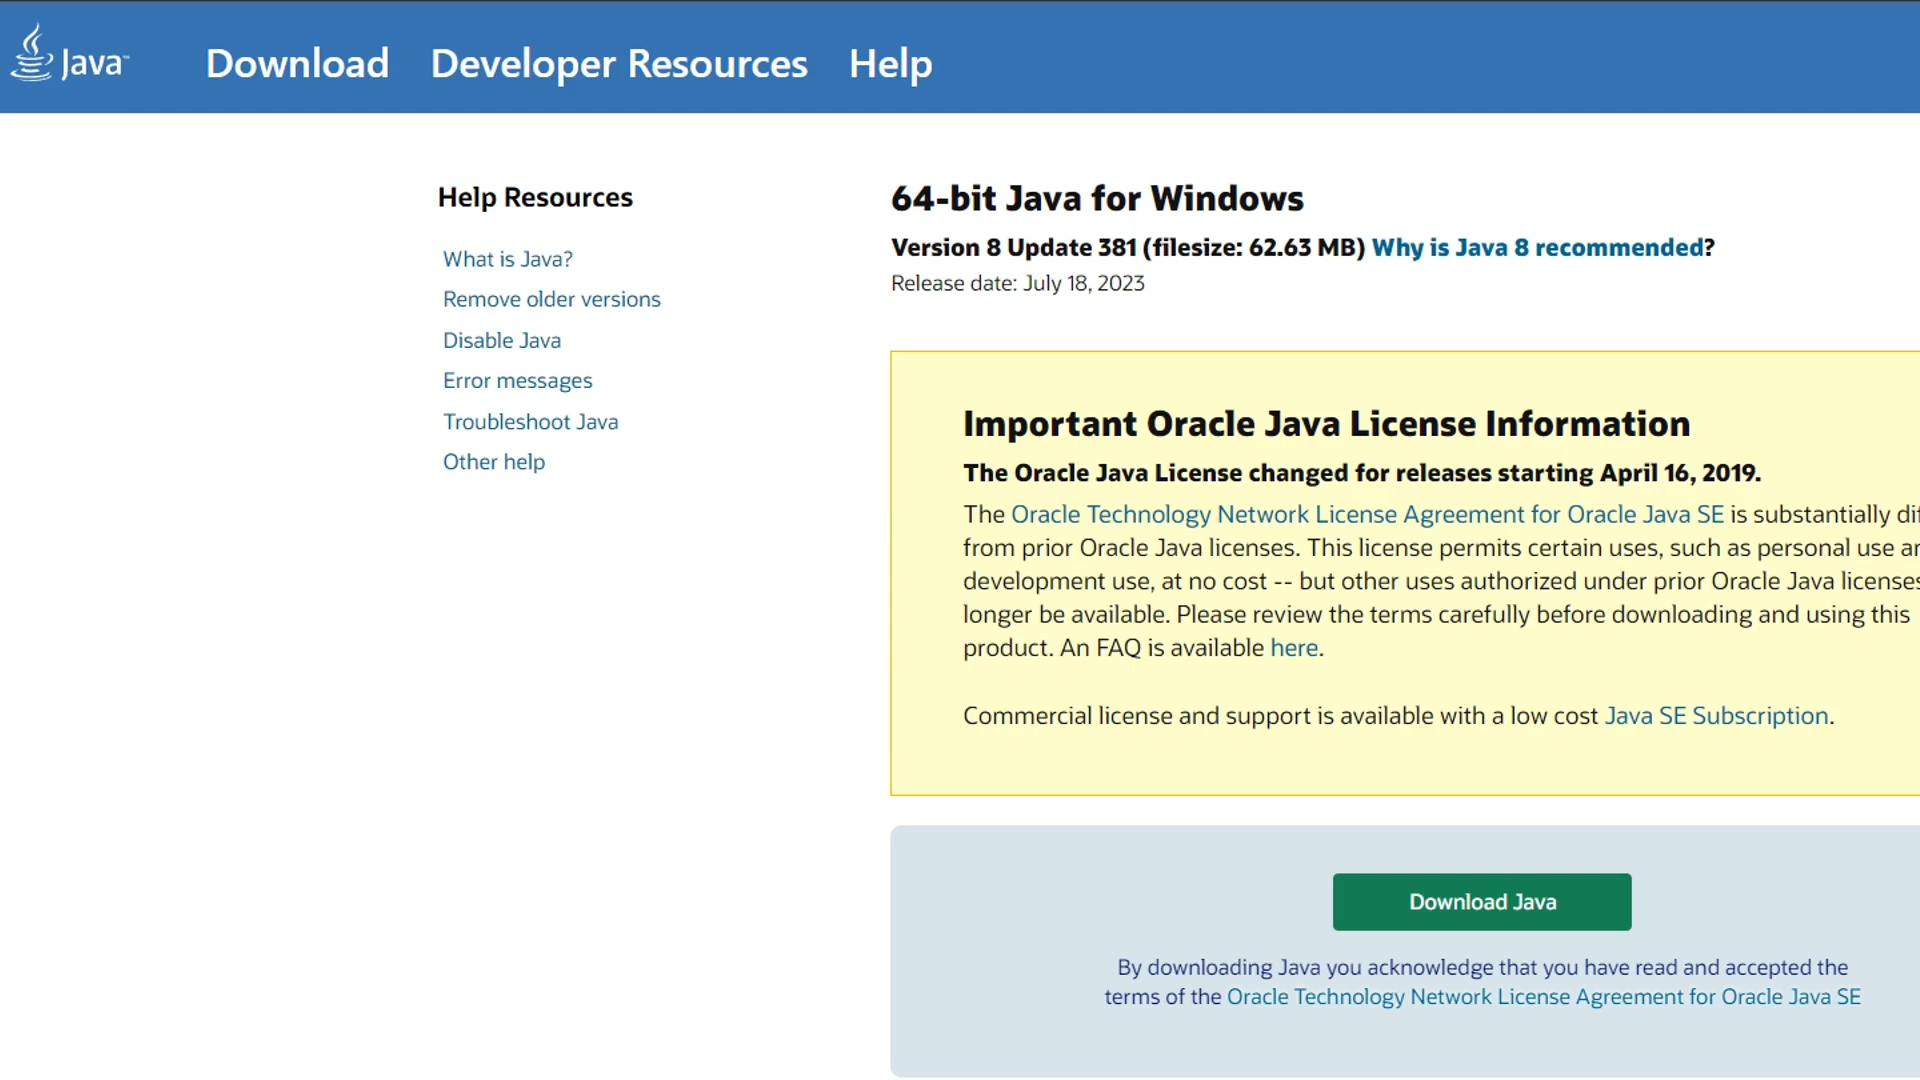 Java™
Download Developer Resources Help
Help Resources
What is Java?
Remove older versions
Disable Java
Error messages
Troubleshoot Java
Other help
64-bit Java for Windows
Version 8 Update 381 (filesize: 62.63 MB) Why is Java 8 recommended?
Release date: July 18, 2023
Important Oracle Java License Information
The Oracle Java License changed for releases starting April 16, 2019.
The Oracle Technology Network License Agreement for Oracle Java SE is substantially
from prior Oracle Java licenses. This license permits certain uses, such as personal use
development use, at no cost -- but other uses authorized under prior Oracle Java licenses
longer be available. Please review the terms carefully before downloading and using this
product. An FAQ is available here.
Commercial license and support is available with a low cost Java SE Subscription.
Download Java
By downloading Java you acknowledge that you have read and accepted the
terms of the Oracle Technology Network License Agreement for Oracle Java SE